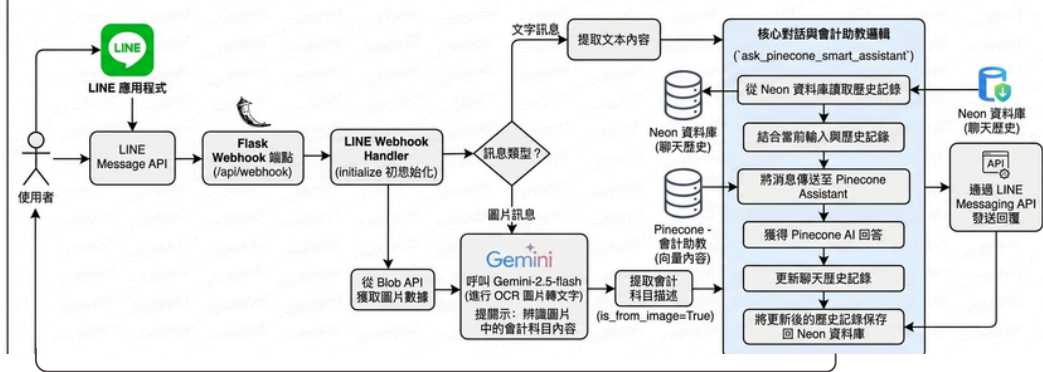 LINE
LINE 應用程式
使用者
LINE
Message API
Flask
Webhook 端點
(/api/webhook)
LINE Webhook
Handler
(initialize 初思始化)
訊息類型？
文字訊息
提取文本內容
圖片訊息
從 Blob API
獲取圖片數據
Gemini
呼叫 Gemini-2.5-flash
(進行 OCR 圖片轉文字)
提關示：辨識圖片
中的會計科目內容
提取會計
科目描述
(is_from_image=True)
核心對話與會計助教邏輯
(`ask_pinecone_smart_assistant`)
從 Neon 資料庫讀取歷史記錄
結合當前輸入與歷史記錄
將消息傳送至 Pinecone
Assistant
獲得 Pinecone AI 回答
更新聊天歷史記錄
將更新後的歷史記錄保存
回 Neon 資料庫
Neon 資料庫
(聊天歷史)
Pinecone -
會計助教
(向量內容)
Neon 資料庫
(聊天歷史)
API
通過 LINE
Messaging API
發送回覆